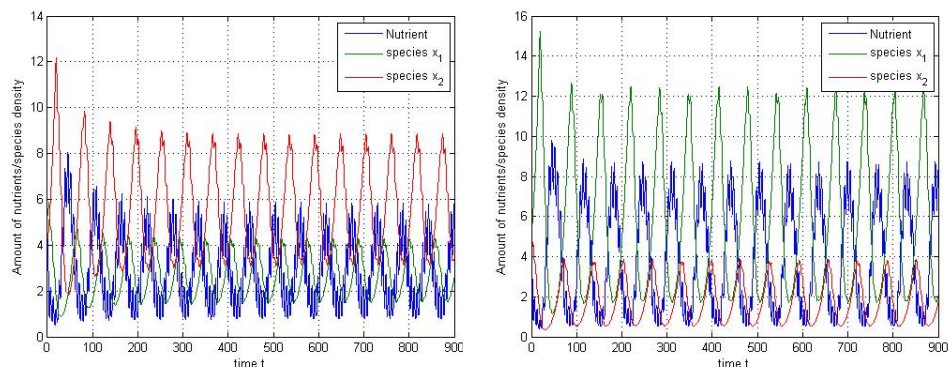 14
12
10
8
6
4
2
0
0 100 200 300 400 500 600 700 800 900
Amount of nutrients/species density
time t
Nutrient
species x1
species x2
16
14
12
10
8
6
4
2
0
0 100 200 300 400 500 600 700 800 900
Amount of nutrients/species density
time t
Nutrient
species x1
species x2